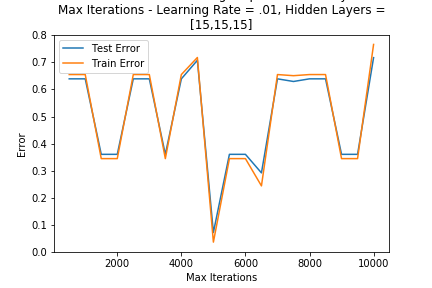 Max Iterations - Learning Rate = .01, Hidden Layers =
[15,15,15]
0.8
0.7
0.6
0.5
0.4
0.3
0.2
0.1
0.0
Error
Test Error
Train Error
2000 4000 6000 8000 10000
Max Iterations